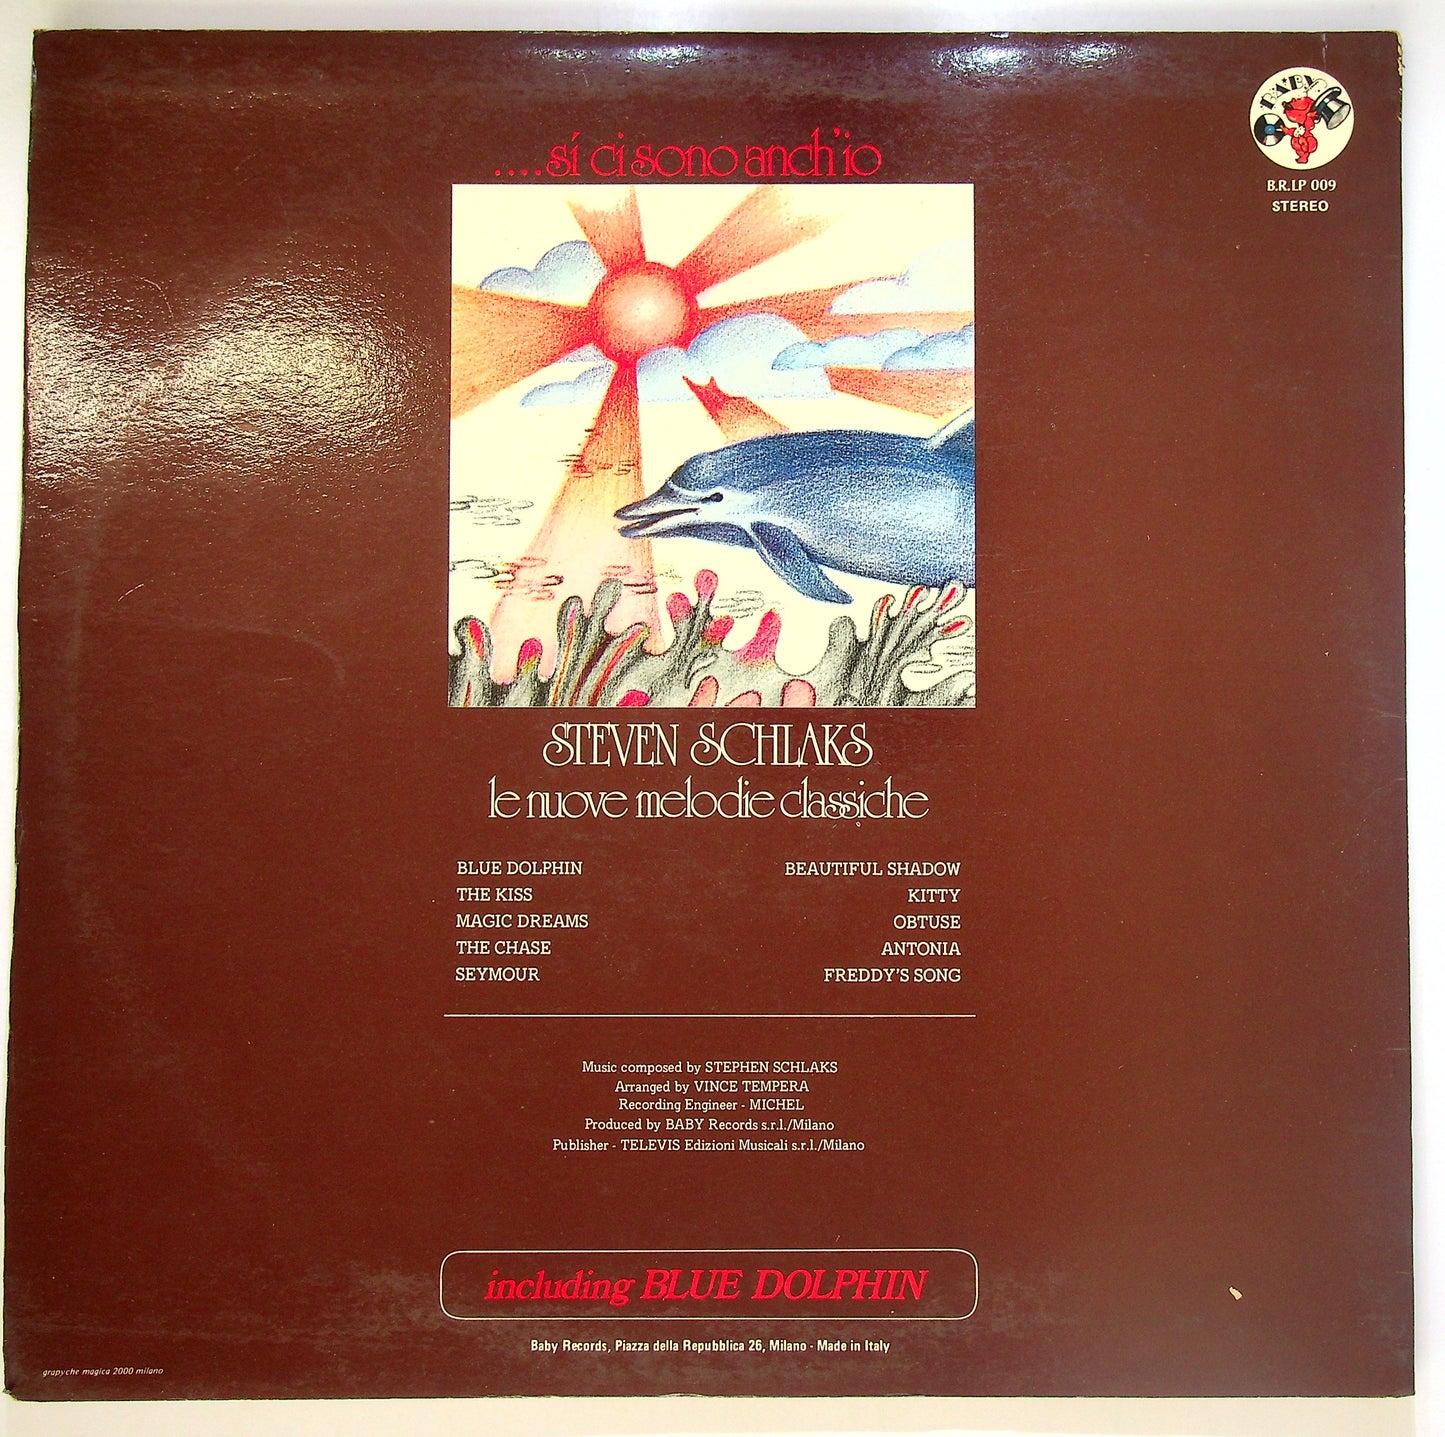 BABY
B.R.LP 009
STEREO
....sí ci sono anch'io
STEVEN SCHLAKS
le nuove melodie classiche
BLUE DOLPHIN
THE KISS
MAGIC DREAMS
THE CHASE
SEYMOUR
BEAUTIFUL SHADOW
KITTY
OBTUSE
ANTONIA
FREDDY'S SONG
Music composed by STEPHEN SCHLAKS
Arranged by VINCE TEMPERA
Recording Engineer - MICHEL
Produced by BABY Records s.r.l./Milano
Publisher - TELEVIS Edizioni Musicali s.r.l./Milano
including BLUE DOLPHIN
Baby Records, Piazza della Repubblica 26, Milano - Made in Italy
grapyche magica 2000 milano